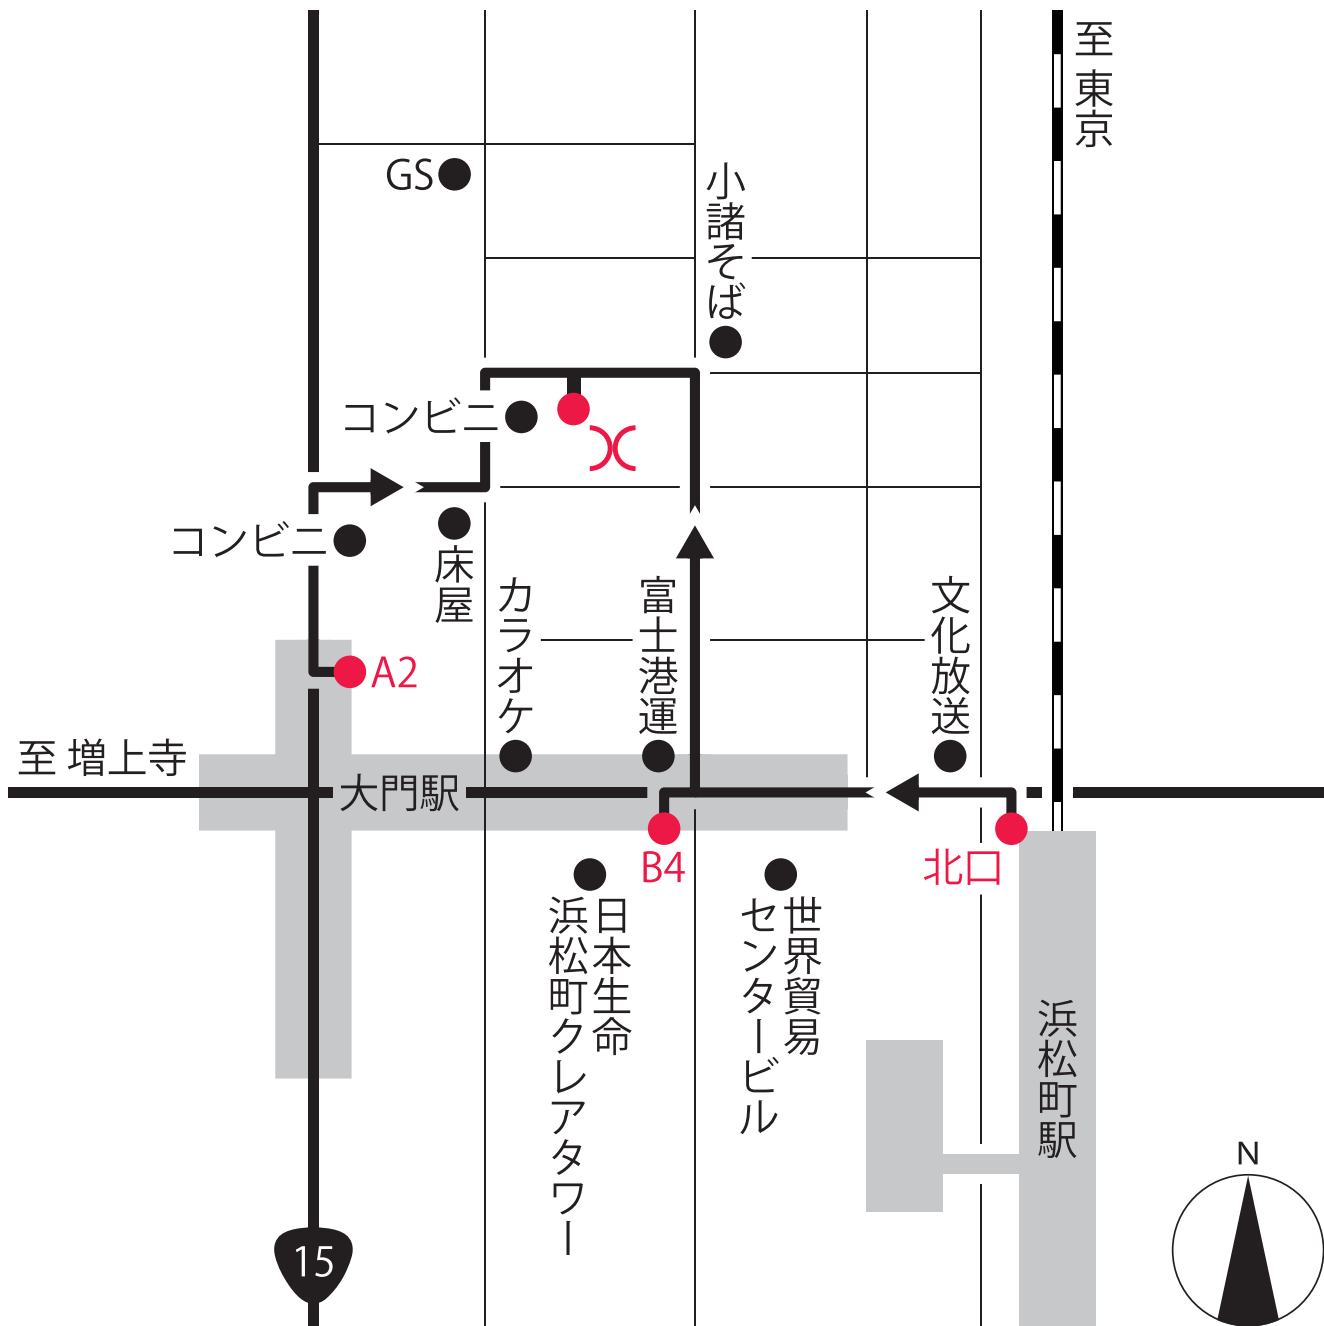 至 東京
GS
小諸そば
コンビニ
コンビニ
床屋
カラオケ
富士港運
文化放送
A2
至 増上寺
大門駅
B4
北口
日本生命
浜松町クレアタワー
世界貿易
センタービル
浜松町駅
N
15